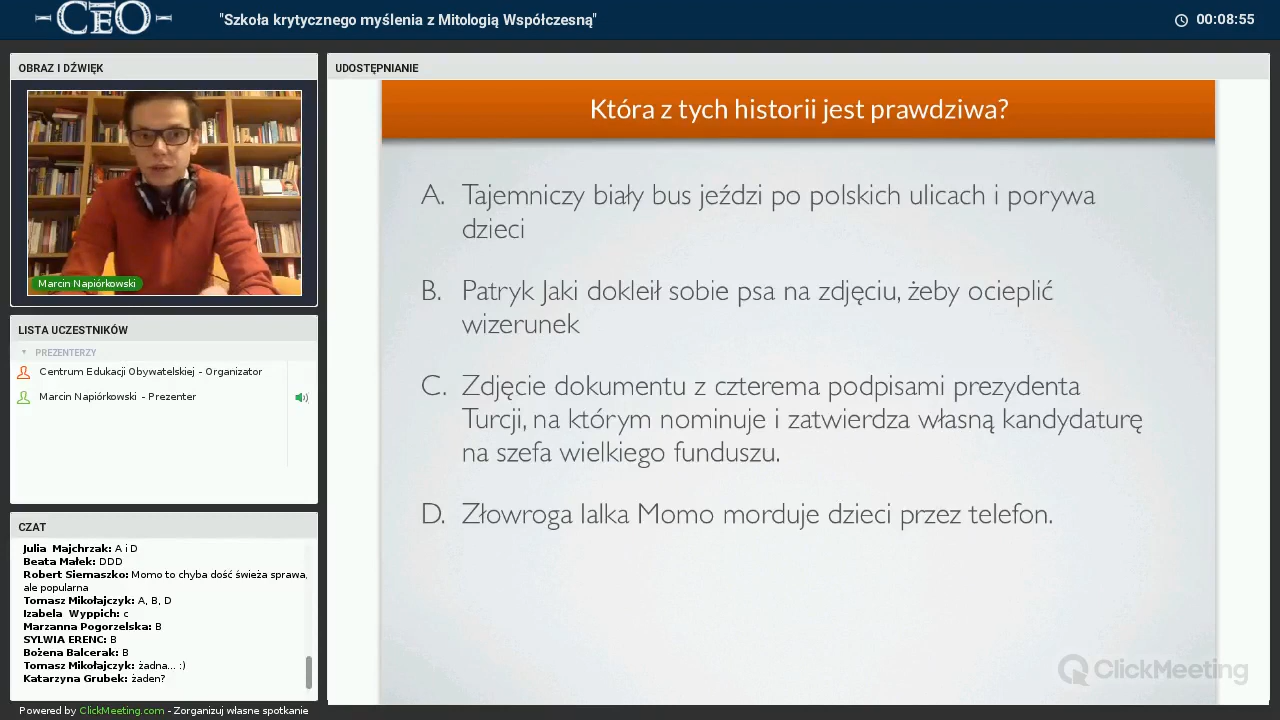 CEO
"Szkoła krytycznego myślenia z Mitologią Współczesną"
00:08:55
OBRAZ I DŹWIĘK
Marcin Napiórkowski
LISTA UCZESTNIKÓW
PREZENTERZY
Centrum Edukacji Obywatelskiej - Organizator
Marcin Napiórkowski - Prezenter
CZAT
Julia Majchrzak: A i D
Beata Małek: DDD
Robert Siemaszko: Momo to chyba dość świeża sprawa,
ale popularna
Tomasz Mikołajczyk: A, B, D
Izabela Wyppich: c
Marzanna Pogorzelska: B
SYLWIA ERENC: B
Bożena Balcerak: B
Tomasz Mikołajczyk: żadna... :)
Katarzyna Grubek: żaden?
Powered by ClickMeeting.com - Zorganizuj własne spotkanie
UDOSTĘPNIANIE
Która z tych historii jest prawdziwa?
A. Tajemniczy biały bus jeździ po polskich ulicach i porywa
dzieci
B. Patryk Jaki dokleił sobie psa na zdjęciu, żeby ocieplić
wizerunek
C. Zdjęcie dokumentu z czterema podpisami prezydenta
Turcji, na którym nominuje i zatwierdza własną kandydaturę
na szefa wielkiego funduszu.
D. Złowroga lalka Momo morduje dzieci przez telefon.
ClickMeeting